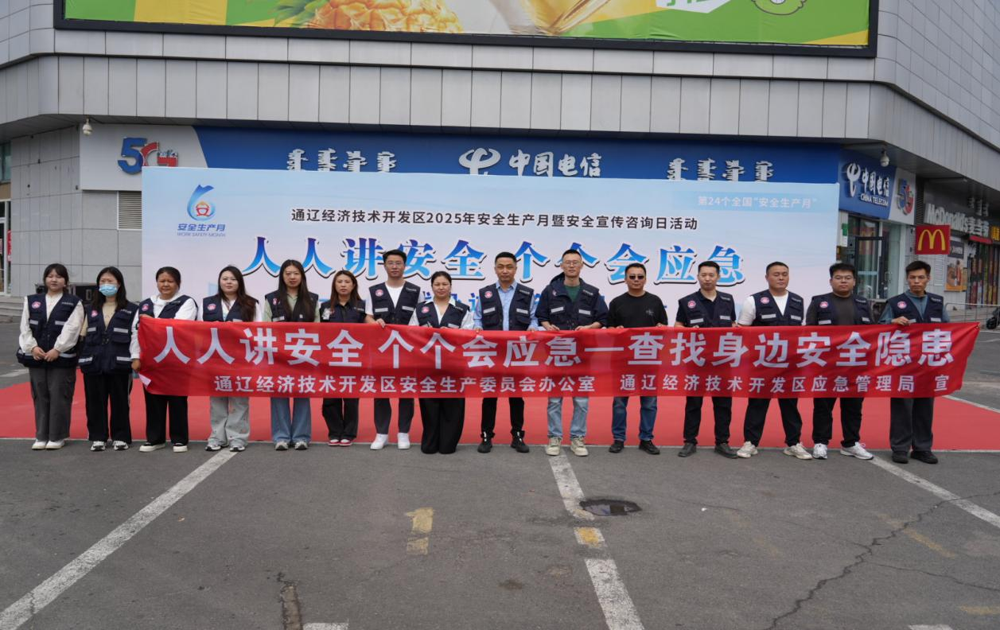 5G
中国电信
中国电信
CHINA TELECOM
5G
McDonald's
第24个全国"安全生产月"
安全生产月
WORK SAFETY MONTH
通辽经济技术开发区2025年安全生产月暨安全宣传咨询日活动
人人讲安全 个个会应急
人人讲安全 个个会应急—查找身边安全隐患
通辽经济技术开发区安全生产委员会办公室 通辽经济技术开发区应急管理局 宣